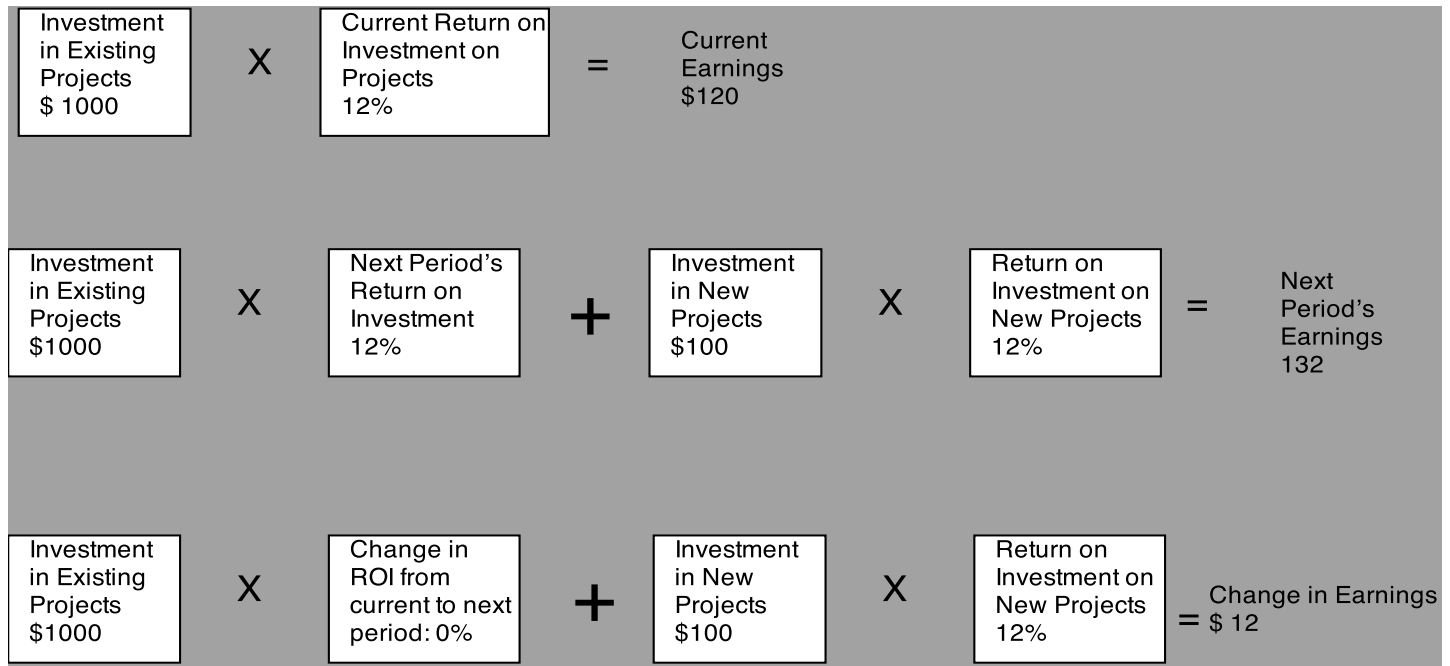 Investment
in Existing
Projects
$ 1000
X
Current Return on
Investment on
Projects
12%
=
Current
Earnings
$120
Investment
in Existing
Projects
$1000
X
Next Period's
Return on
Investment
12%
+
Investment
in New
Projects
$100
X
Return on
Investment on
New Projects
12%
=
Next
Period's
Earnings
132
Investment
in Existing
Projects
$1000
X
Change in
ROI from
current to next
period: 0%
+
Investment
in New
Projects
$100
X
Return on
Investment on
New Projects
12%
=
Change in Earnings
$ 12